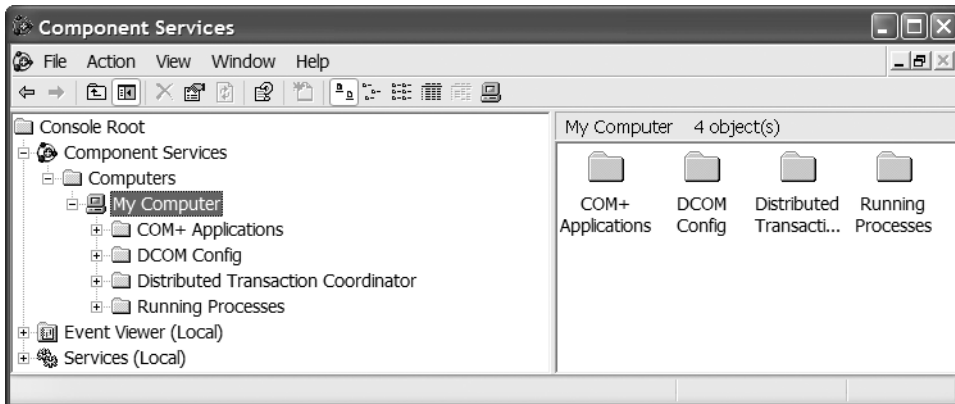 Component Services
File Action View Window Help
Console Root
Component Services
Computers
My Computer
COM+ Applications
DCOM Config
Distributed Transaction Coordinator
Running Processes
Event Viewer (Local)
Services (Local)
My Computer 4 object(s)
COM+ Applications
DCOM Config
Distributed Transacti...
Running Processes